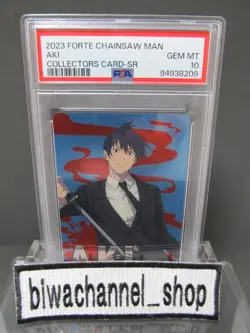 2023 FORTE CHAINSAW MAN
AKI
COLLECTORS CARD-SR
GEM MT
10
PSA
94938209
biwachannel_shop